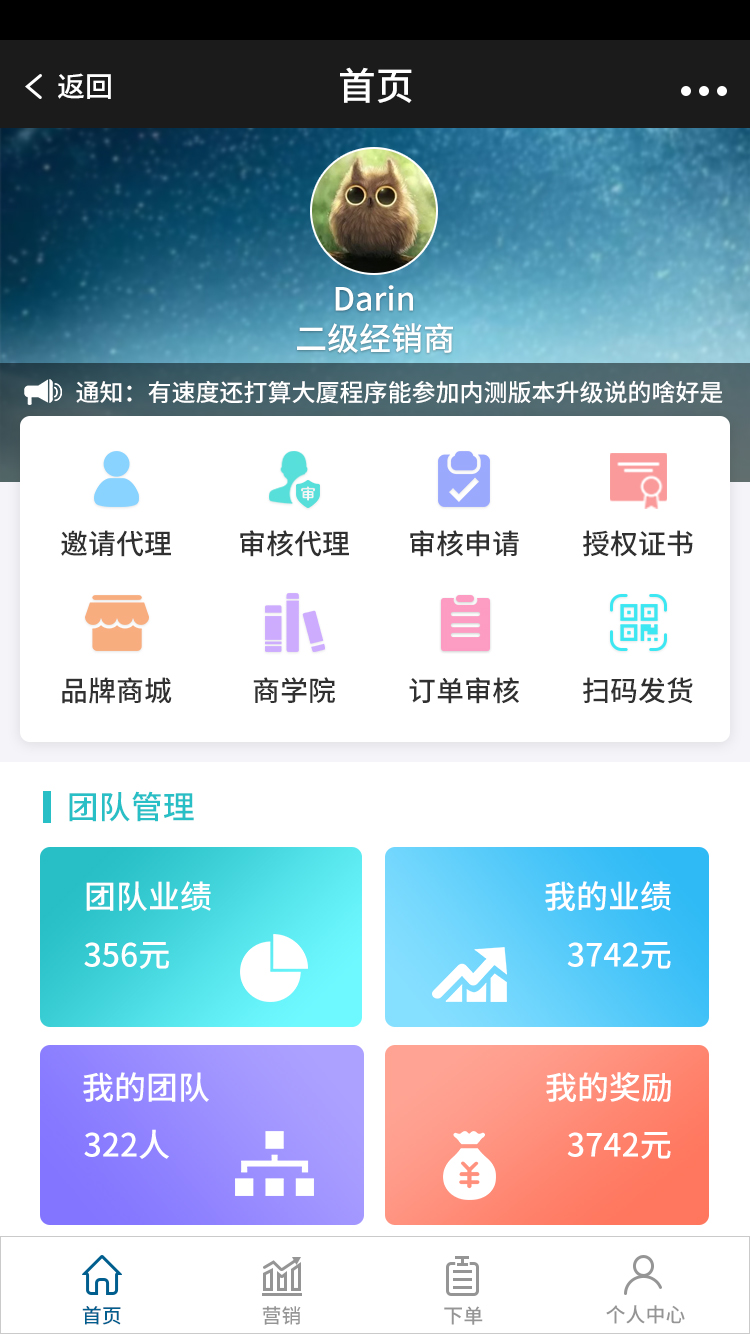 返回
首页
Darin
二级经销商
通知：有速度还打算大厦程序能参加内测版本升级说的啥好是
审
邀请代理
审核代理
审核申请
授权证书
品牌商城
商学院
订单审核
扫码发货
团队管理
团队业绩
356元
我的业绩
3742元
我的团队
322人
我的奖励
3742元
¥
首页
营销
下单
个人中心